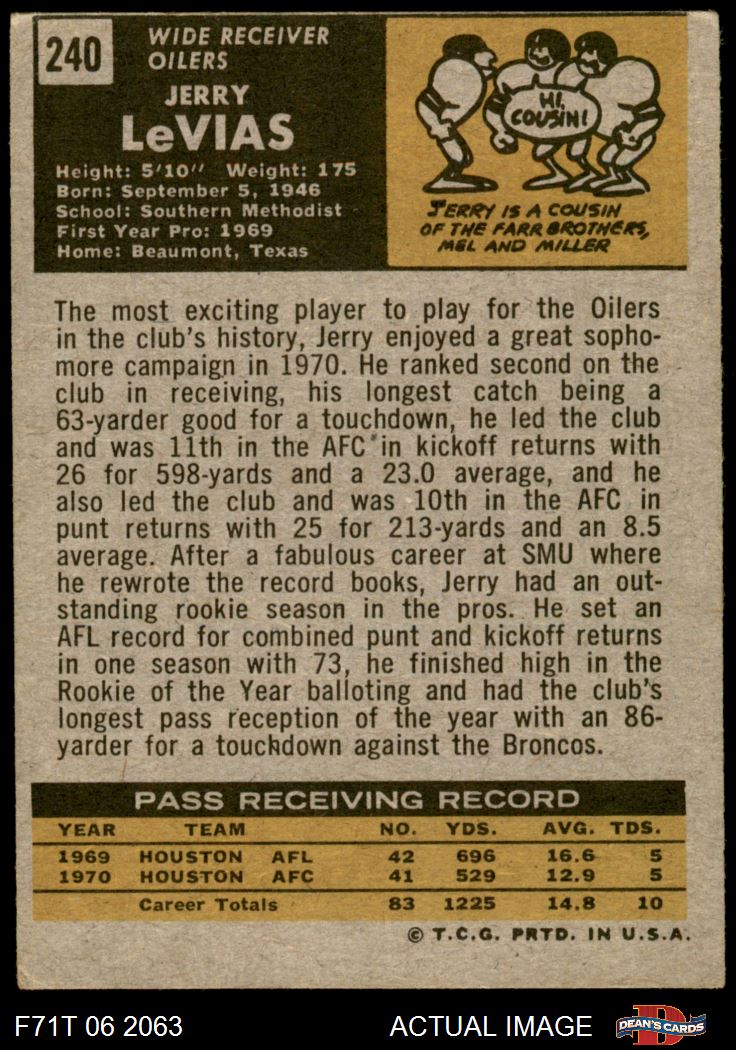 240
WIDE RECEIVER
OILERS
JERRY
LeVIAS
Height: 5'10" Weight: 175
Born: September 5, 1946
School: Southern Methodist
First Year Pro: 1969
Home: Beaumont, Texas
HI,
COUSIN!
JERRY IS A COUSIN
OF THE FARR BROTHERS,
MEL AND MILLER
The most exciting player to play for the Oilers
in the club's history, Jerry enjoyed a great sopho-
more campaign in 1970. He ranked second on the
club in receiving, his longest catch being a
63-yarder good for a touchdown, he led the club
and was 11th in the AFC in kickoff returns with
26 for 598-yards and a 23.0 average, and he
also led the club and was 10th in the AFC in
punt returns with 25 for 213-yards and an 8.5
average. After a fabulous career at SMU where
he rewrote the record books, Jerry had an out-
standing rookie season in the pros. He set an
AFL record for combined punt and kickoff returns
in one season with 73, he finished high in the
Rookie of the Year balloting and had the club's
longest pass reception of the year with an 86-
yarder for a touchdown against the Broncos.
PASS RECEIVING RECORD
YEAR TEAM NO. YDS. AVG. TDS.
1969 HOUSTON AFL 42 696 16.6 5
1970 HOUSTON AFC 41 529 12.9 5
Career Totals 83 1225 14.8 10
© T.C.G. PRTD. IN U.S.A.
F71T 06 2063 ACTUAL IMAGE D DEAN'S CARDS